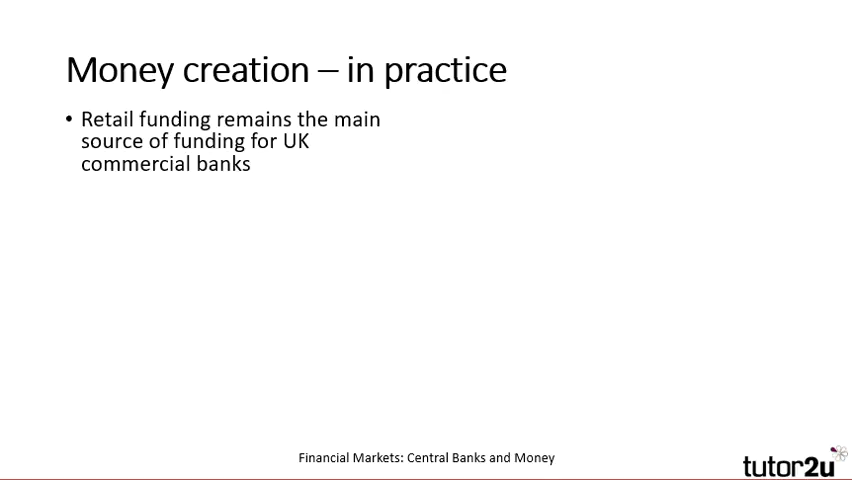 Money creation – in practice
• Retail funding remains the main
source of funding for UK
commercial banks
Financial Markets: Central Banks and Money
tutor2u